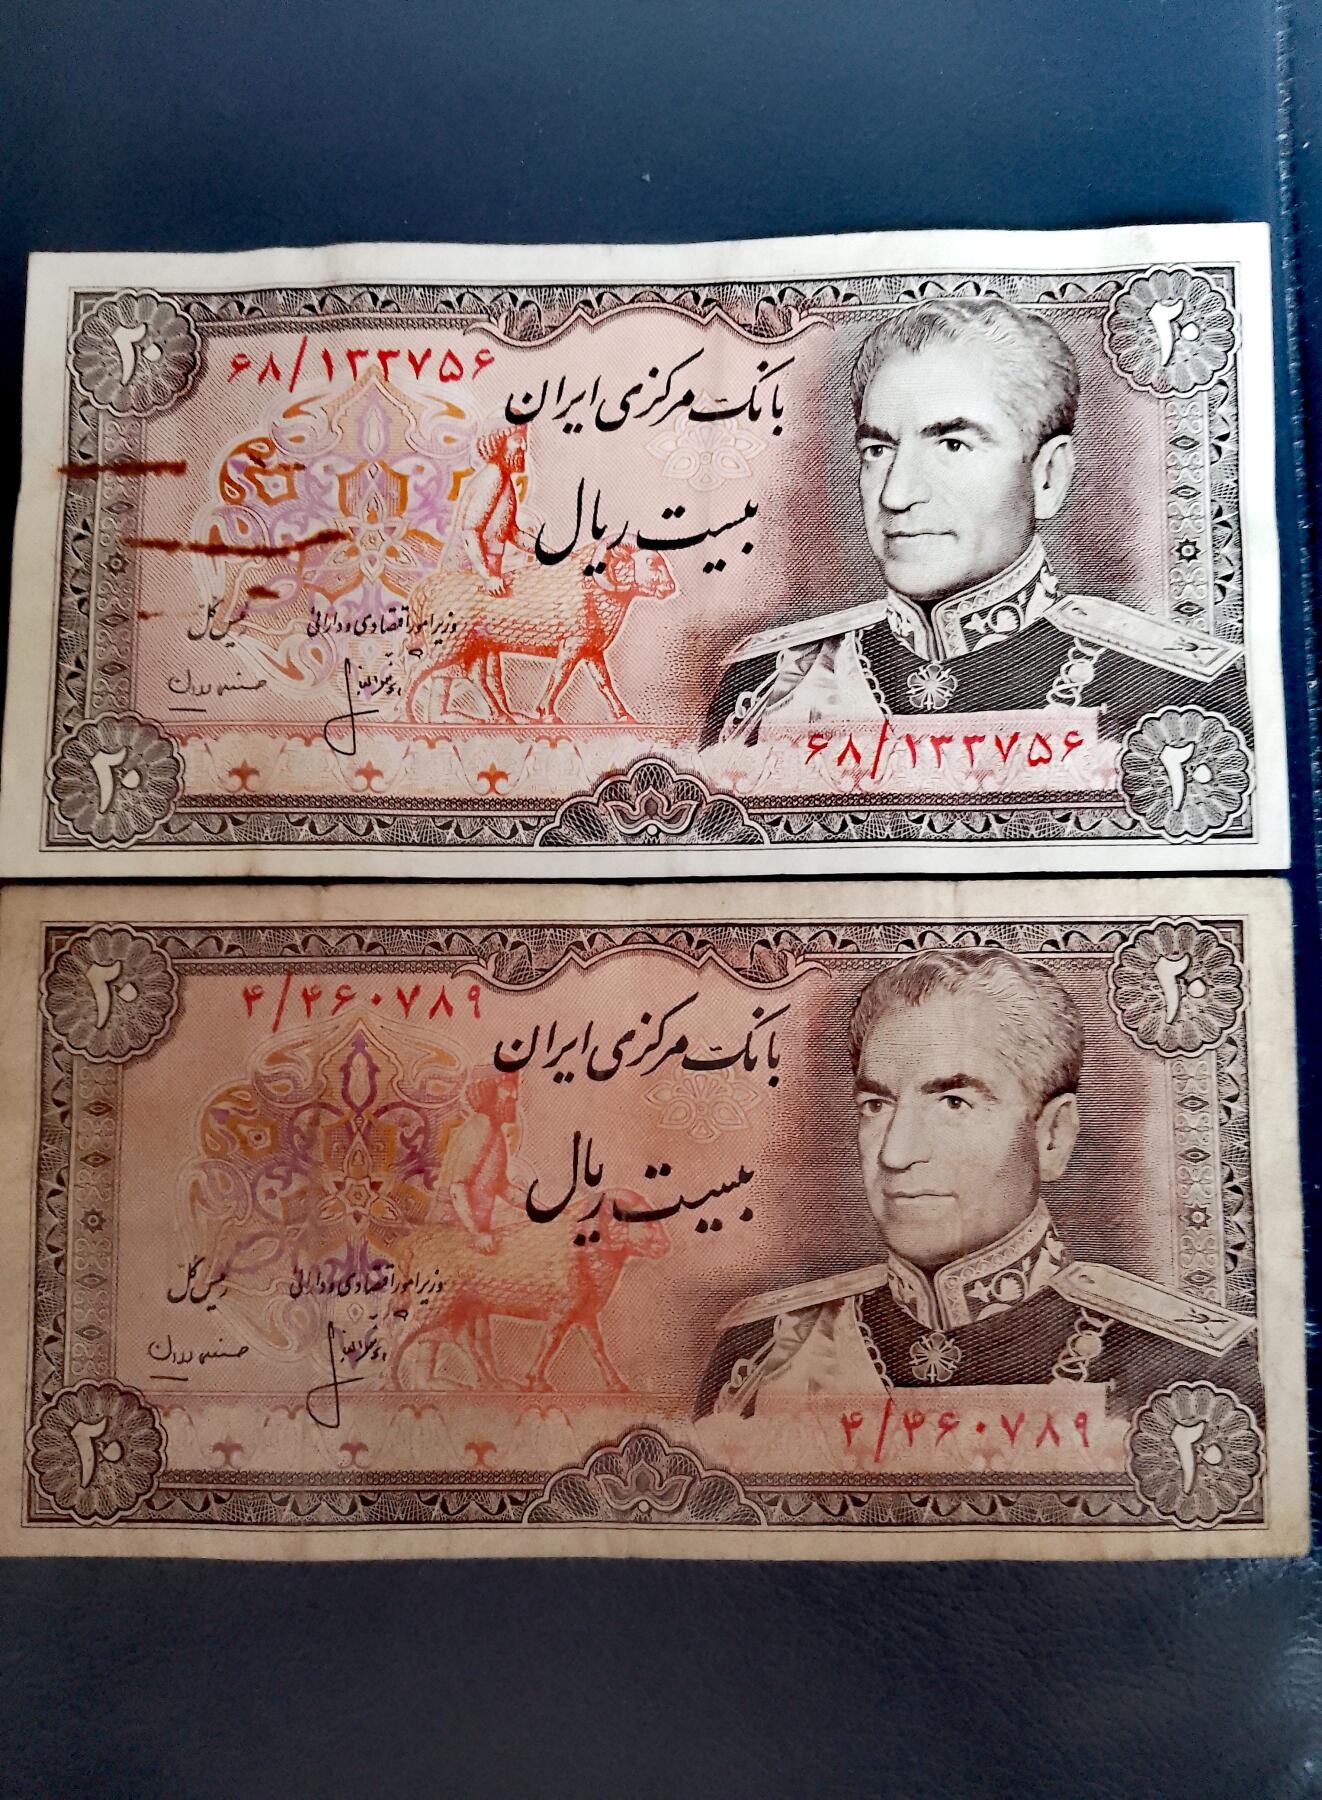 ۲۰
۶۸/۱۳۳۷۵۶
۲۰
بانک مرکزی ایران
بیست ریال
وزیر امور اقتصادی و دارائی
رئیس کل
۶۸/۱۳۳۷۵۶
۲۰
۲۰
۲۰
۴/۴۶۰۷۸۹
۲۰
بانک مرکزی ایران
بیست ریال
وزیر امور اقتصادی و دارائی
رئیس کل
۴/۴۶۰۷۸۹
۲۰
۲۰